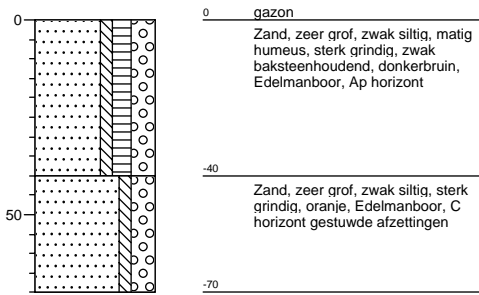 0
0 gazon
Zand, zeer grof, zwak siltig, matig
humeus, sterk grindig, zwak
baksteenhoudend, donkerbruin,
Edelmanboor, Ap horizont
-40
Zand, zeer grof, zwak siltig, sterk
grindig, oranje, Edelmanboor, C
horizont gestuwde afzettingen
50
-70